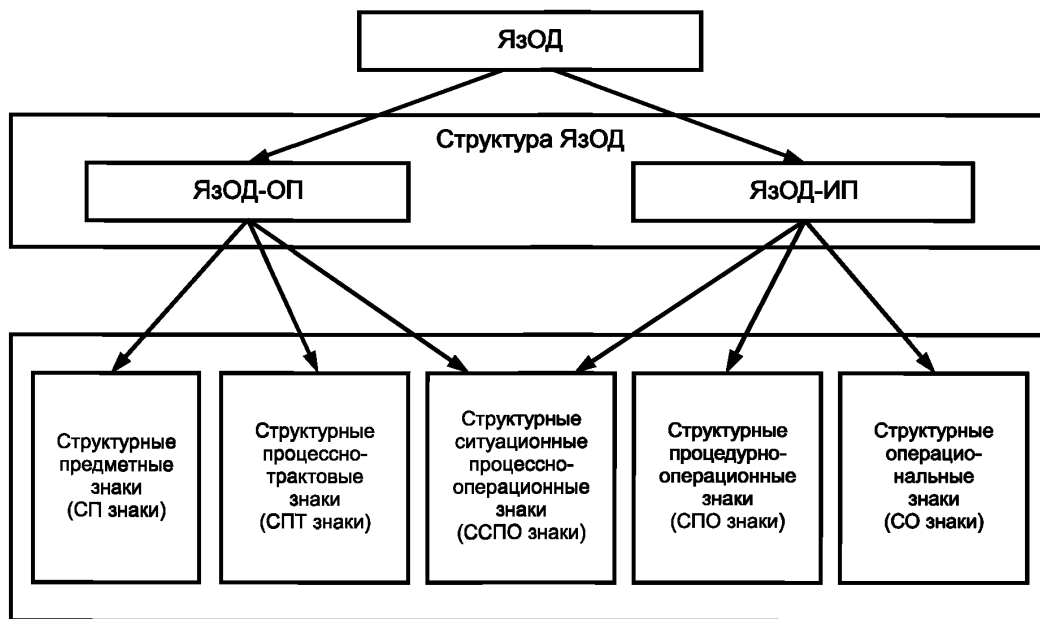 ЯзОД
Структура ЯзОД
ЯзОД-ОП
ЯзОД-ИП
Структурные
предметные
знаки
(СП знаки)
Структурные
процессно-
трактовые
знаки
(СПТ знаки)
Структурные
ситуационные
процессно-
операционные
знаки
(ССПО знаки)
Структурные
процедурно-
операционные
знаки
(СПО знаки)
Структурные
операцио-
нальные
знаки
(СО знаки)